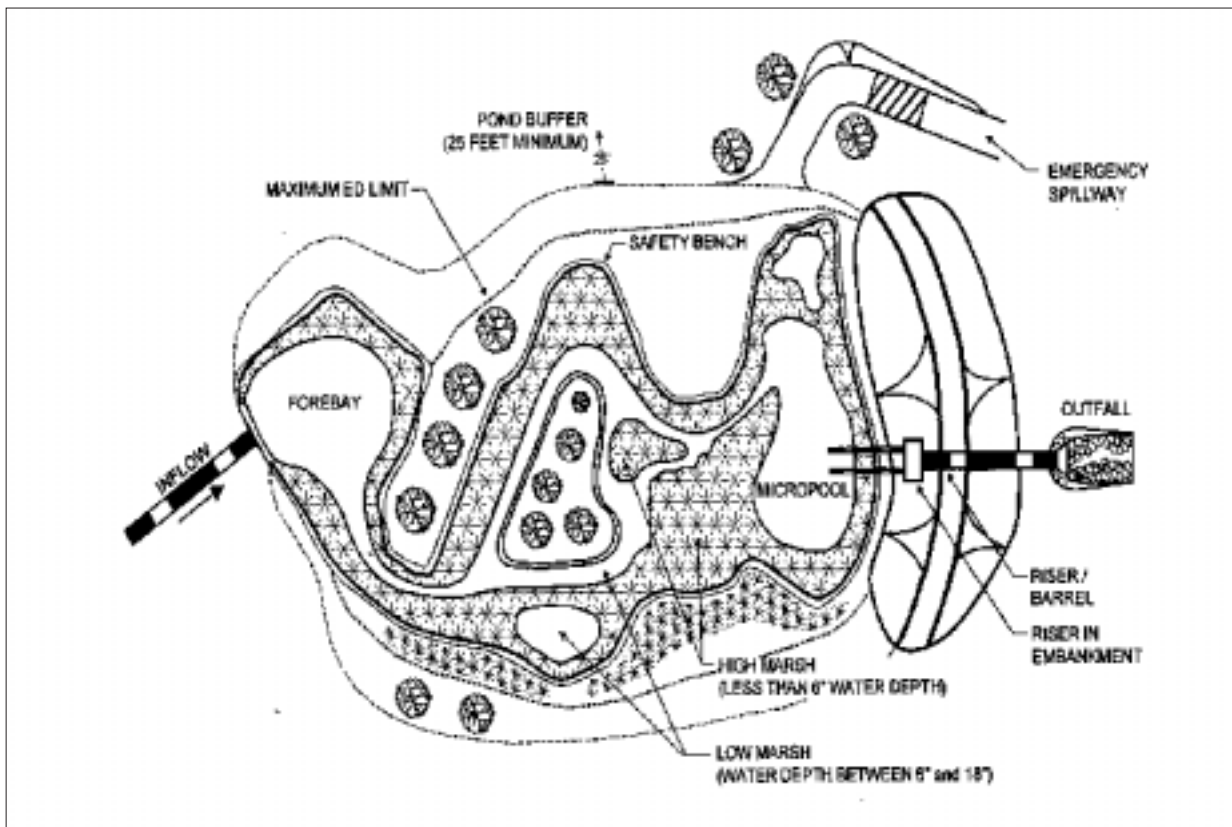 POND BUFFER
(25 FEET MINIMUM)
25'
MAXIMUM ED LIMIT
EMERGENCY
SPILLWAY
SAFETY BENCH
FOREBAY
OUTFALL
INFLOW
MICROPOOL
RISER /
BARREL
RISER IN
EMBANKMENT
HIGH MARSH
(LESS THAN 6" WATER DEPTH)
LOW MARSH
(WATER DEPTH BETWEEN 6" and 18")